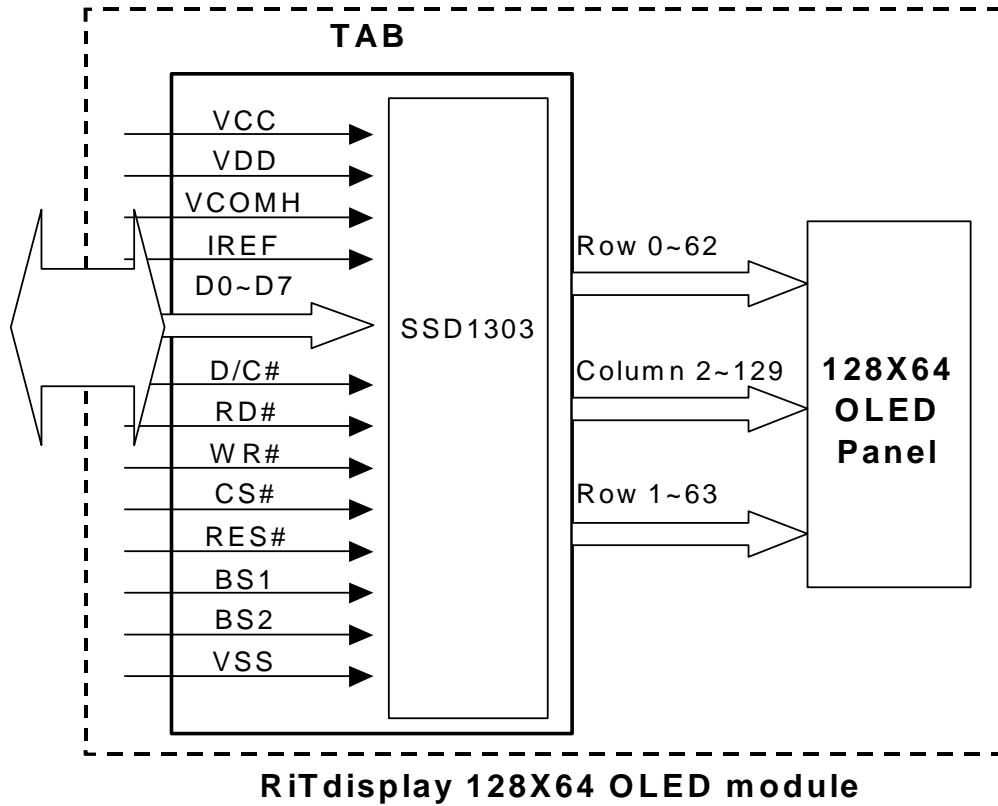 TAB
VCC
VDD
VCOMH
IREF
D0~D7
D/C#
RD#
WR#
CS#
RES#
BS1
BS2
VSS
SSD1303
Row 0~62
Column 2~129
Row 1~63
128X64
OLED
Panel
RiTdisplay 128X64 OLED module